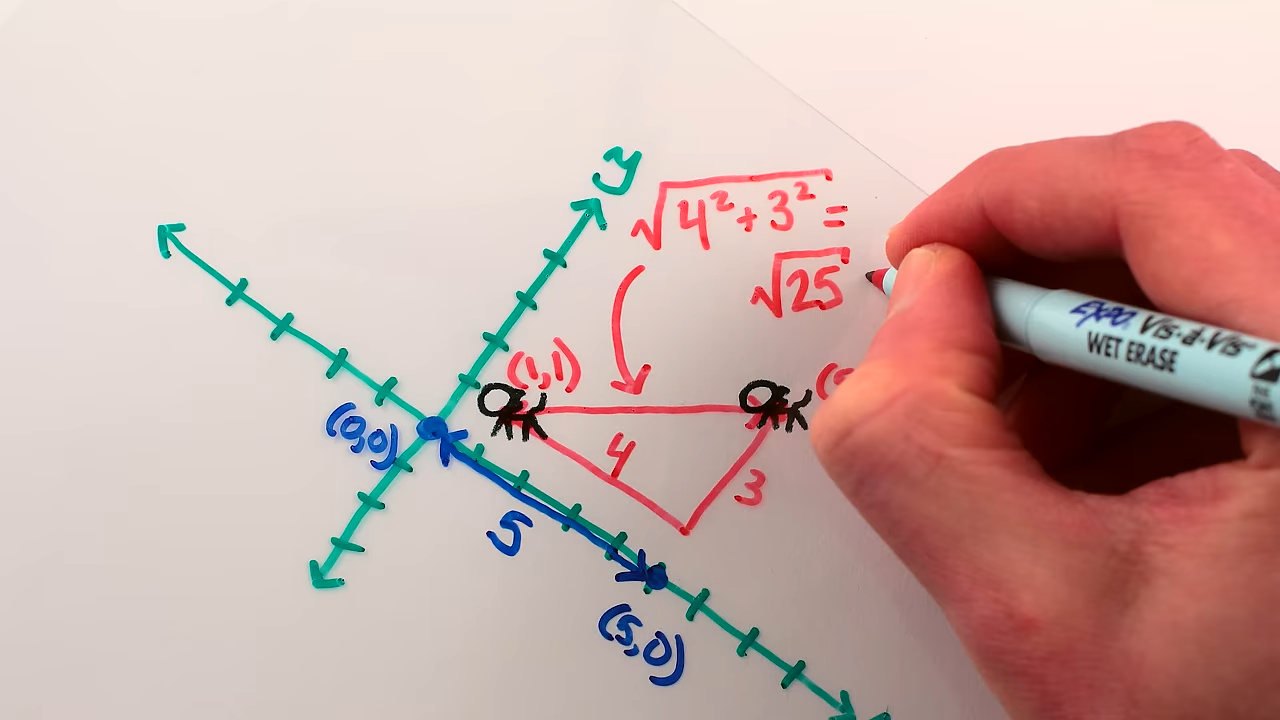 y
√4²+3² =
√25
(1,1)
(0,0)
4
3
5
(5,0)
EXPO Vis-à-Vis
WET ERASE